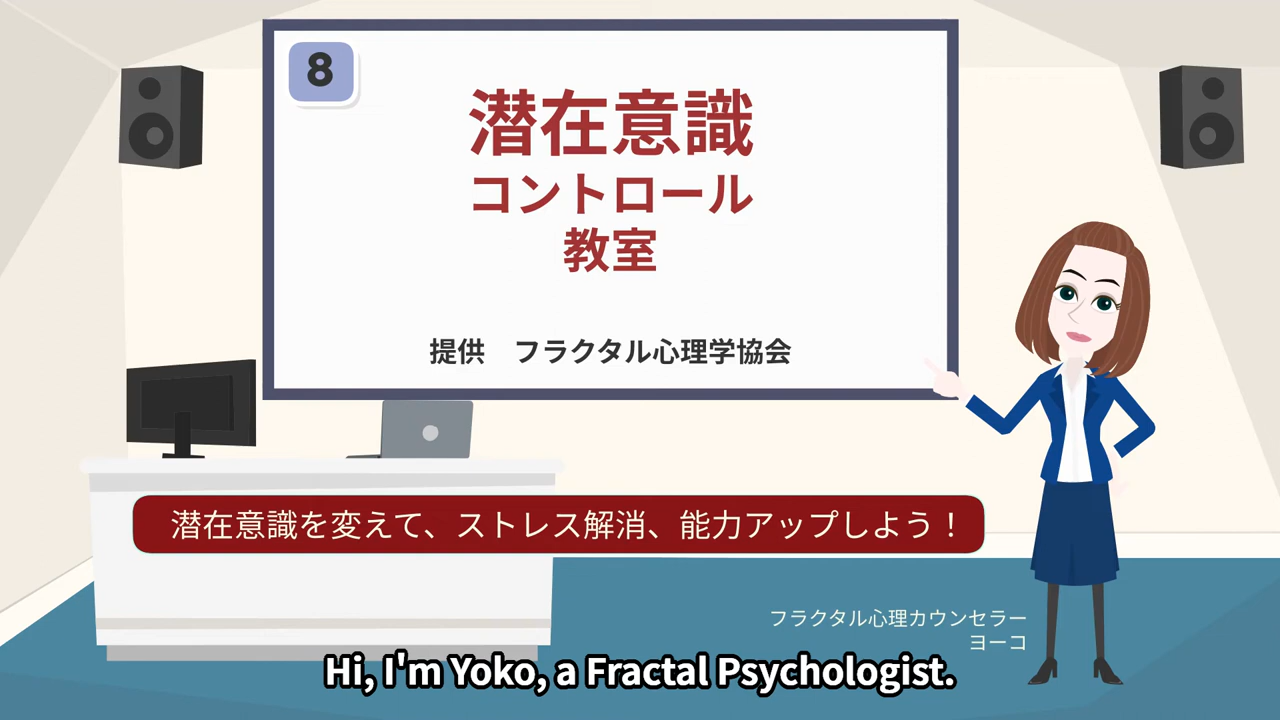 8
潜在意識
コントロール
教室
提供　フラクタル心理学協会
潜在意識を変えて、ストレス解消、能力アップしよう！
フラクタル心理カウンセラー
ヨーコ
Hi, I'm Yoko, a Fractal Psychologist.